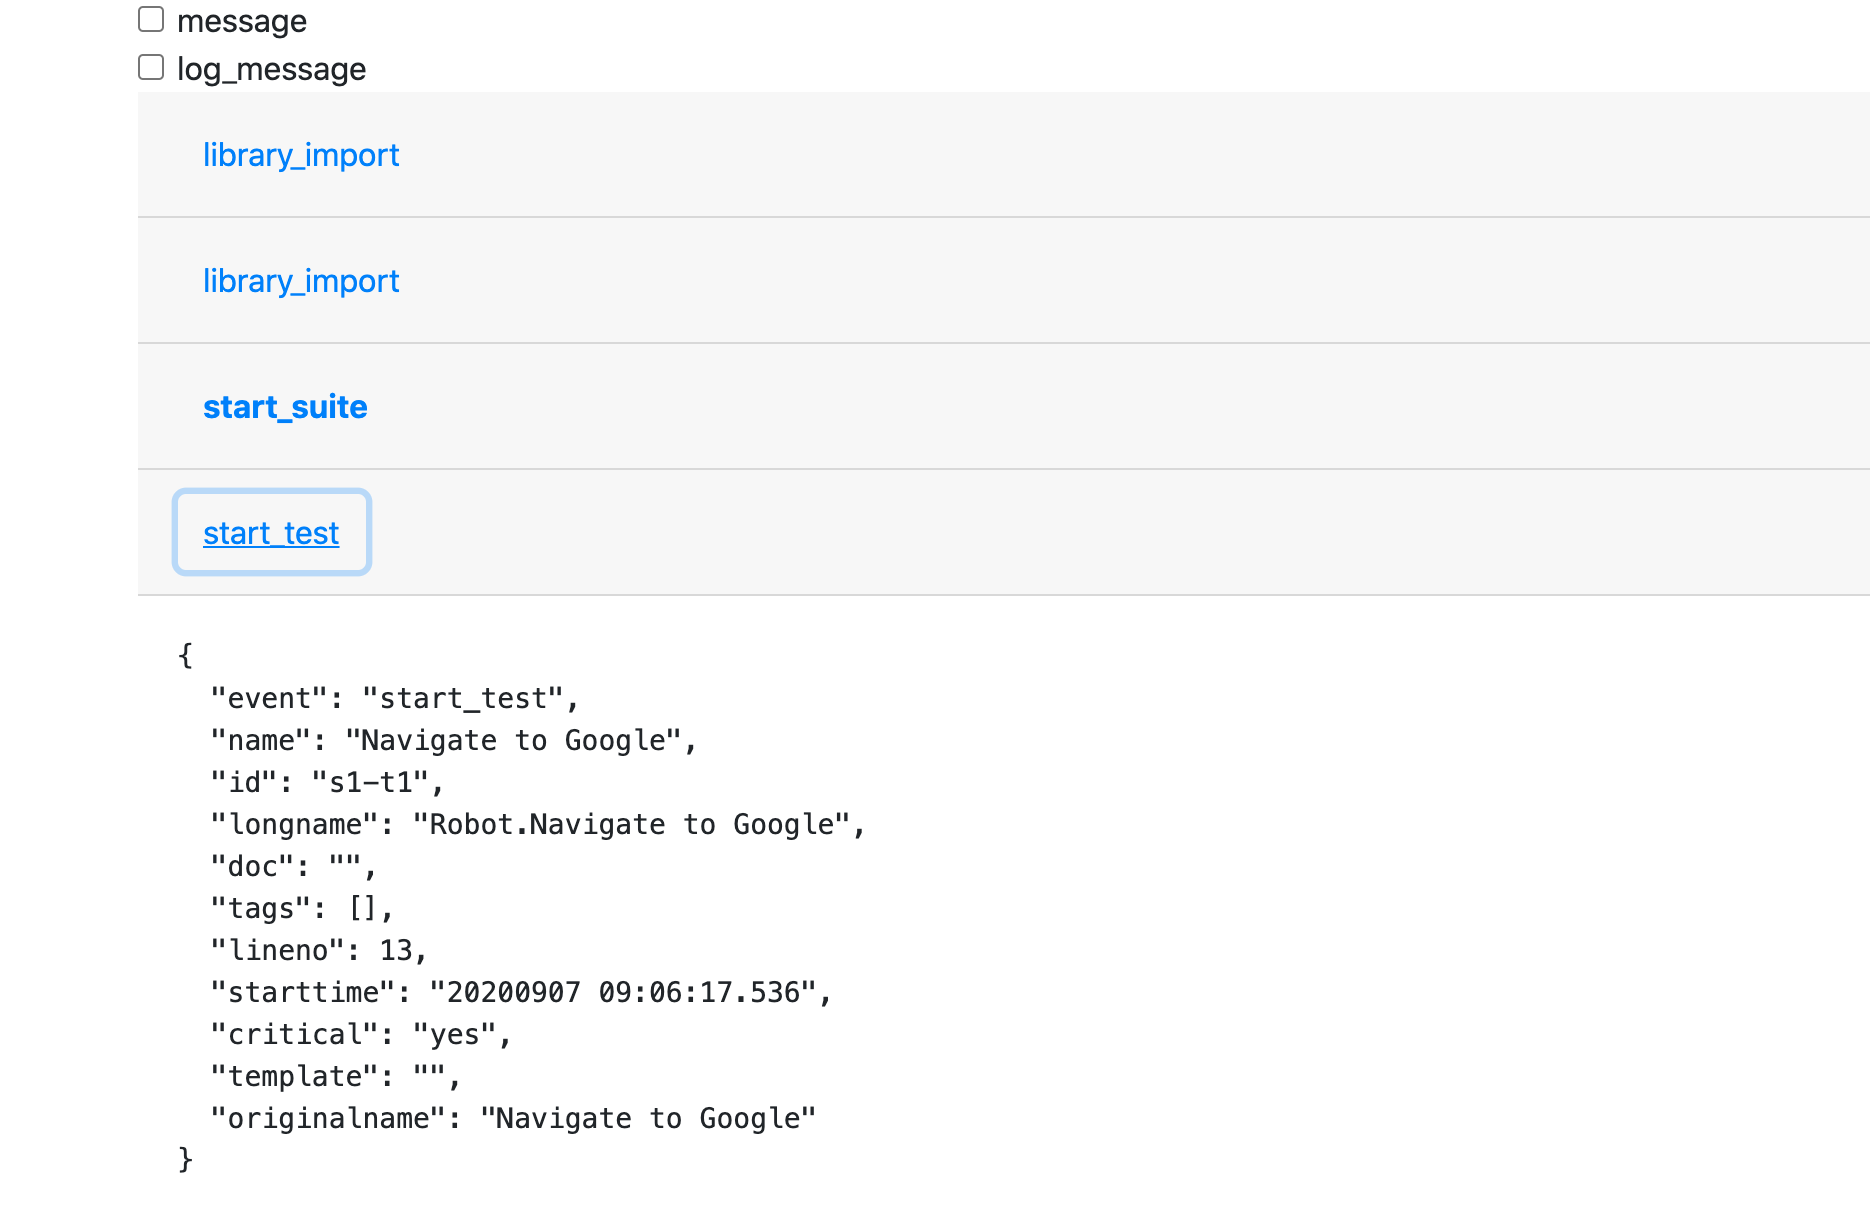 message
log_message
library_import
library_import
start_suite
start_test
{
  "event": "start_test",
  "name": "Navigate to Google",
  "id": "s1-t1",
  "longname": "Robot.Navigate to Google",
  "doc": "",
  "tags": [],
  "lineno": 13,
  "starttime": "20200907 09:06:17.536",
  "critical": "yes",
  "template": "",
  "originalname": "Navigate to Google"
}